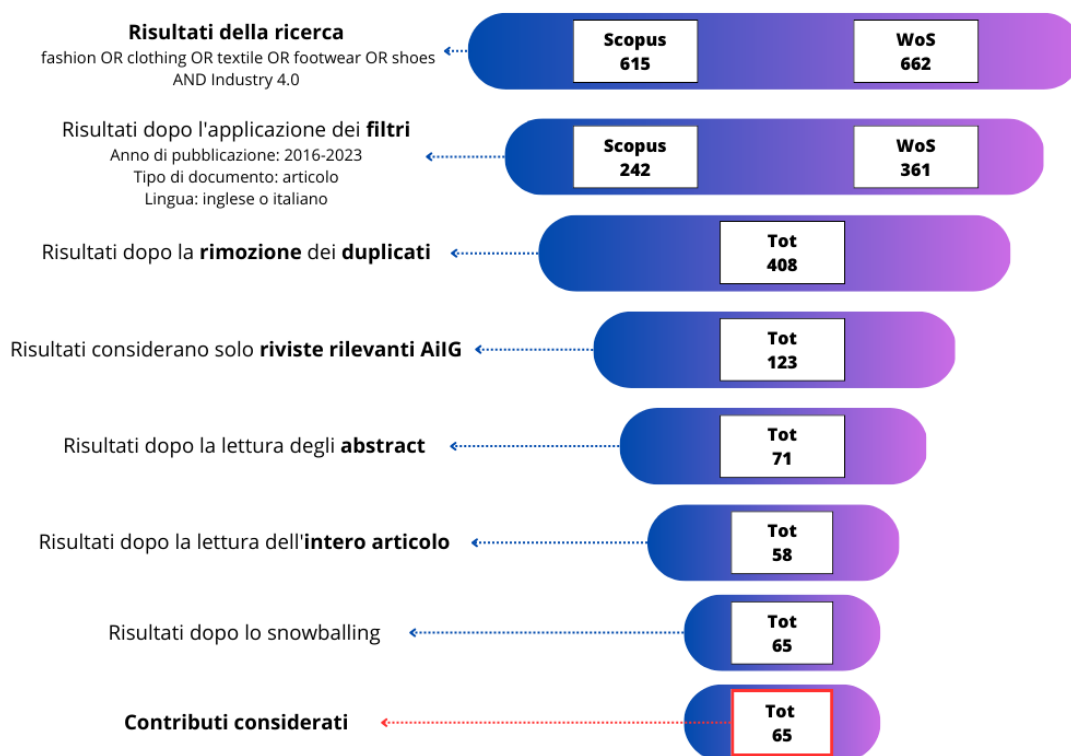 Risultati della ricerca
fashion OR clothing OR textile OR footwear OR shoes
AND Industry 4.0
Scopus
615
WoS
662
Risultati dopo l'applicazione dei filtri
Anno di pubblicazione: 2016-2023
Tipo di documento: articolo
Lingua: inglese o italiano
Scopus
242
WoS
361
Risultati dopo la rimozione dei duplicati
Tot
408
Risultati considerano solo riviste rilevanti AiIG
Tot
123
Risultati dopo la lettura degli abstract
Tot
71
Risultati dopo la lettura dell'intero articolo
Tot
58
Risultati dopo lo snowballing
Tot
65
Contributi considerati
Tot
65